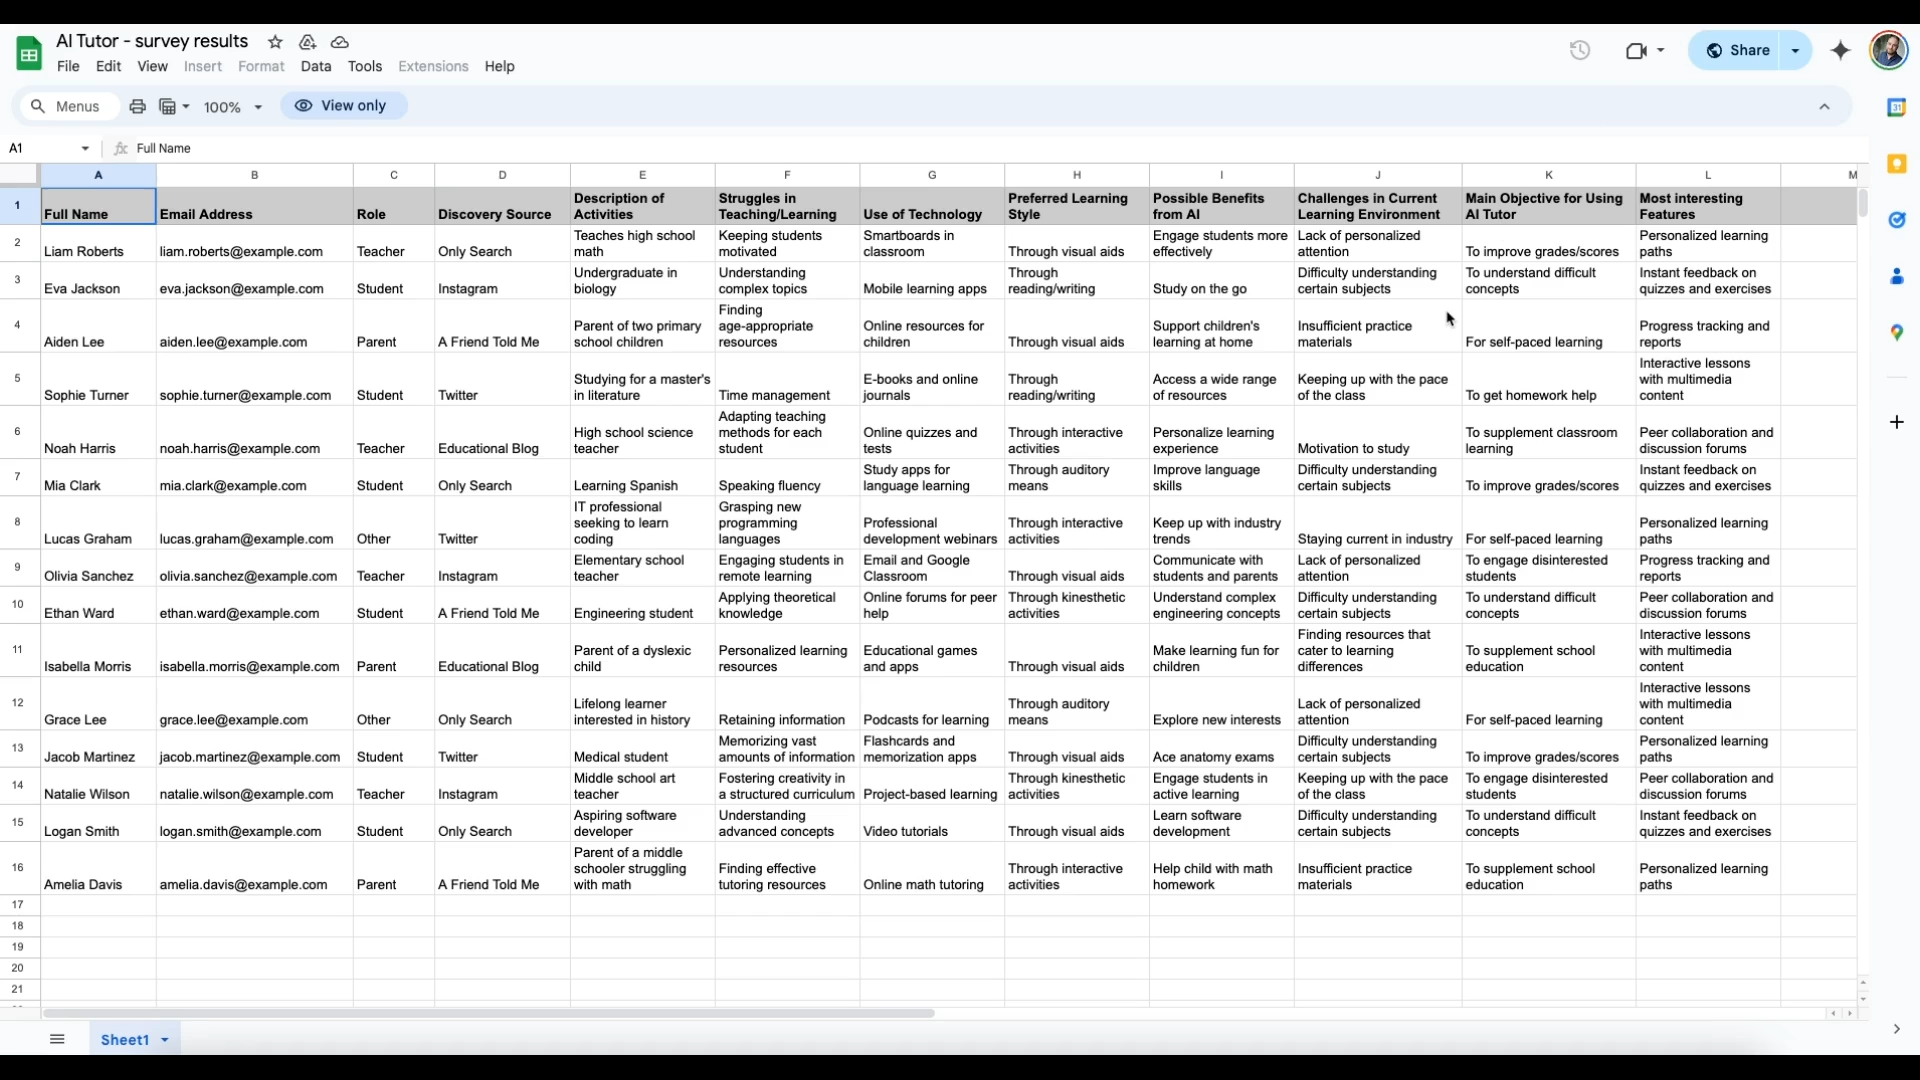 AI Tutor - survey results
File Edit View Insert Format Data Tools Extensions Help
Share
Menus 100% View only
A1 fx Full Name
A B C D E F G H I J K L M
1 Full Name Email Address Role Discovery Source Description of Activities Struggles in Teaching/Learning Use of Technology Preferred Learning Style Possible Benefits from AI Challenges in Current Learning Environment Main Objective for Using AI Tutor Most interesting Features
2 Liam Roberts liam.roberts@example.com Teacher Only Search Teaches high school math Keeping students motivated Smartboards in classroom Through visual aids Engage students more effectively Lack of personalized attention To improve grades/scores Personalized learning paths
3 Eva Jackson eva.jackson@example.com Student Instagram Undergraduate in biology Understanding complex topics Mobile learning apps Through reading/writing Study on the go Difficulty understanding certain subjects To understand difficult concepts Instant feedback on quizzes and exercises
4 Aiden Lee aiden.lee@example.com Parent A Friend Told Me Parent of two primary school children Finding age-appropriate resources Online resources for children Through visual aids Support children's learning at home Insufficient practice materials For self-paced learning Progress tracking and reports
5 Sophie Turner sophie.turner@example.com Student Twitter Studying for a master's in literature Time management E-books and online journals Through reading/writing Access a wide range of resources Keeping up with the pace of the class To get homework help Interactive lessons with multimedia content
6 Noah Harris noah.harris@example.com Teacher Educational Blog High school science teacher Adapting teaching methods for each student Online quizzes and tests Through interactive activities Personalize learning experience Motivation to study To supplement classroom learning Peer collaboration and discussion forums
7 Mia Clark mia.clark@example.com Student Only Search Learning Spanish Speaking fluency Study apps for language learning Through auditory means Improve language skills Difficulty understanding certain subjects To improve grades/scores Instant feedback on quizzes and exercises
8 Lucas Graham lucas.graham@example.com Other Twitter IT professional seeking to learn coding Grasping new programming languages Professional development webinars Through interactive activities Keep up with industry trends Staying current in industry For self-paced learning Personalized learning paths
9 Olivia Sanchez olivia.sanchez@example.com Teacher Instagram Elementary school teacher Engaging students in remote learning Email and Google Classroom Through visual aids Communicate with students and parents Lack of personalized attention To engage disinterested students Progress tracking and reports
10 Ethan Ward ethan.ward@example.com Student A Friend Told Me Engineering student Applying theoretical knowledge Online forums for peer help Through kinesthetic activities Understand complex engineering concepts Difficulty understanding certain subjects To understand difficult concepts Peer collaboration and discussion forums
11 Isabella Morris isabella.morris@example.com Parent Educational Blog Parent of a dyslexic child Personalized learning resources Educational games and apps Through visual aids Make learning fun for children Finding resources that cater to learning differences To supplement school education Interactive lessons with multimedia content
12 Grace Lee grace.lee@example.com Other Only Search Lifelong learner interested in history Retaining information Podcasts for learning Through auditory means Explore new interests Lack of personalized attention For self-paced learning Interactive lessons with multimedia content
13 Jacob Martinez jacob.martinez@example.com Student Twitter Medical student Memorizing vast amounts of information Flashcards and memorization apps Through visual aids Ace anatomy exams Difficulty understanding certain subjects To improve grades/scores Personalized learning paths
14 Natalie Wilson natalie.wilson@example.com Teacher Instagram Middle school art teacher Fostering creativity in a structured curriculum Project-based learning Through kinesthetic activities Engage students in active learning Keeping up with the pace of the class To engage disinterested students Peer collaboration and discussion forums
15 Logan Smith logan.smith@example.com Student Only Search Aspiring software developer Understanding advanced concepts Video tutorials Through visual aids Learn software development Difficulty understanding certain subjects To understand difficult concepts Instant feedback on quizzes and exercises
16 Amelia Davis amelia.davis@example.com Parent A Friend Told Me Parent of a middle schooler struggling with math Finding effective tutoring resources Online math tutoring Through interactive activities Help child with math homework Insufficient practice materials To supplement school education Personalized learning paths
17
18
19
20
21
Sheet1
31